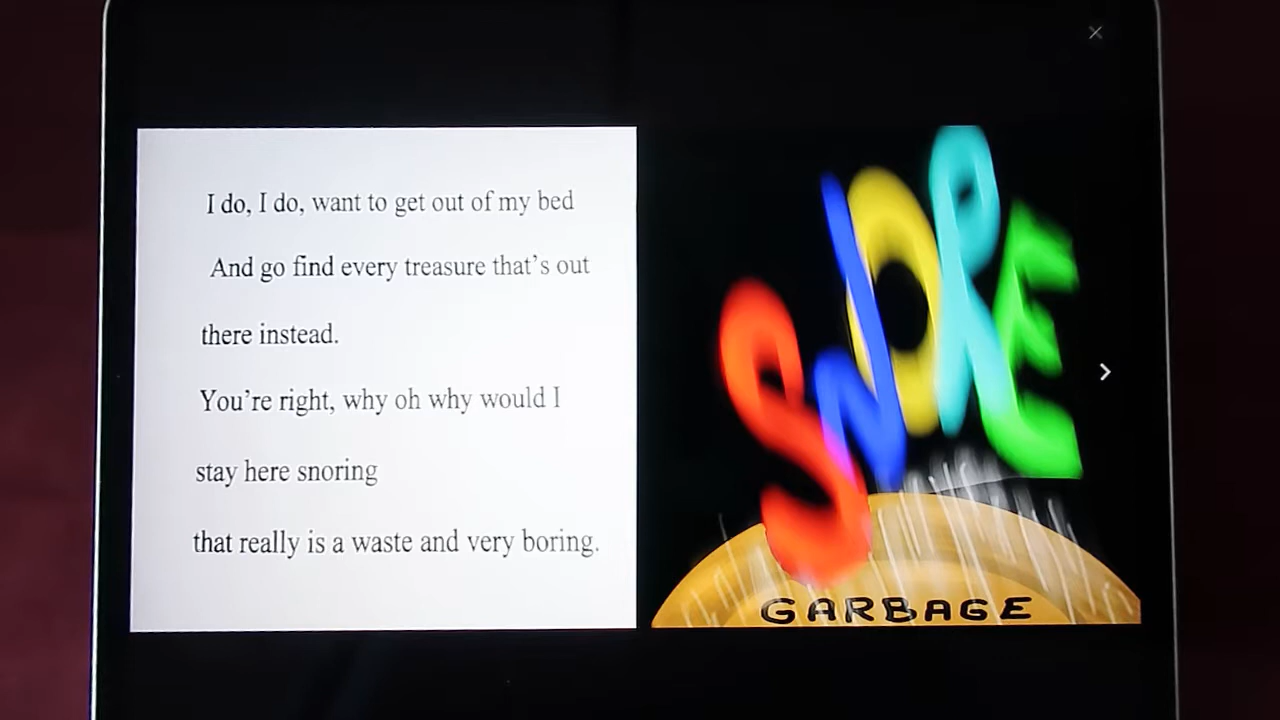 I do, I do, want to get out of my bed
And go find every treasure that's out
there instead.
You're right, why oh why would I
stay here snoring
that really is a waste and very boring.
SNORE
GARBAGE